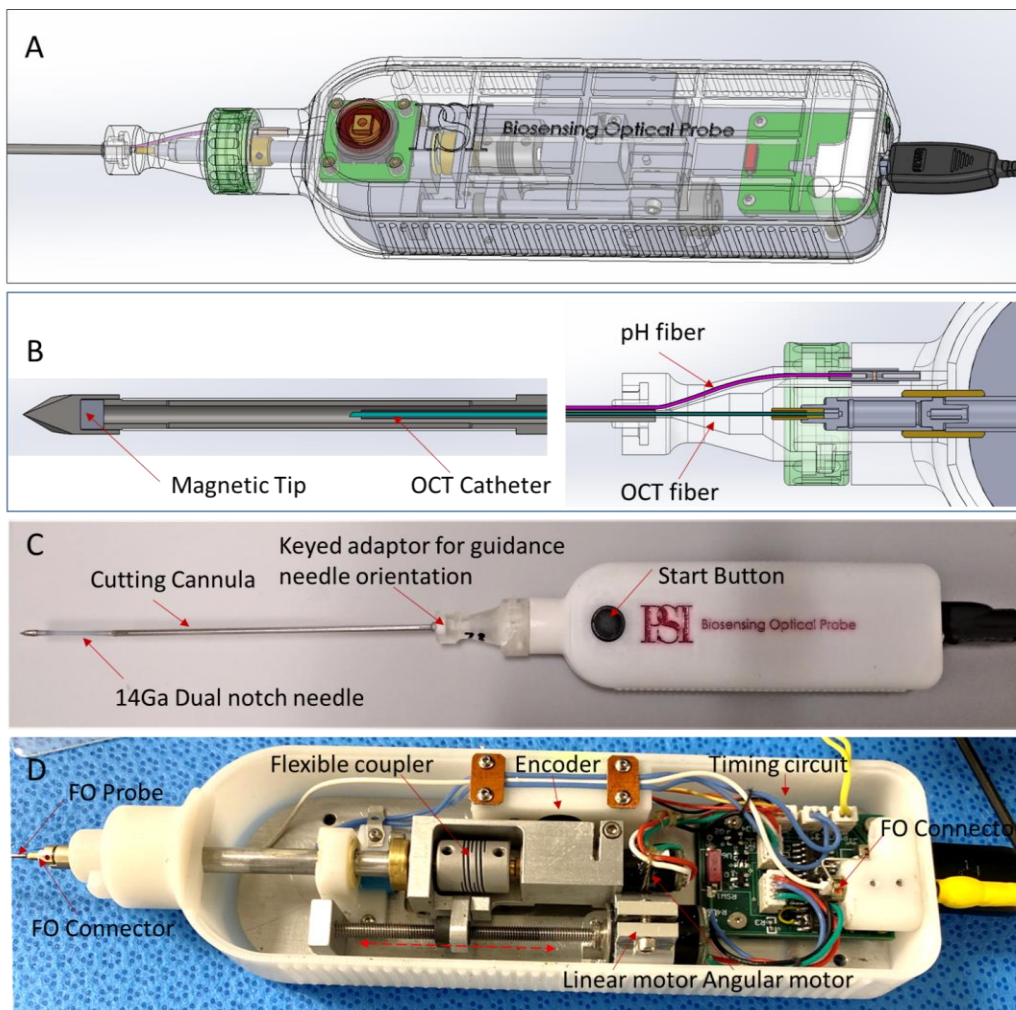 A
PSI Biosensing Optical Probe
B
pH fiber
Magnetic Tip
OCT Catheter
OCT fiber
C
Keyed adaptor for guidance
needle orientation
Cutting Cannula
Start Button
PSI Biosensing Optical Probe
14Ga Dual notch needle
D
Flexible coupler
Encoder
Timing circuit
FO Probe
FO Connector
FO Connector
Linear motor Angular motor